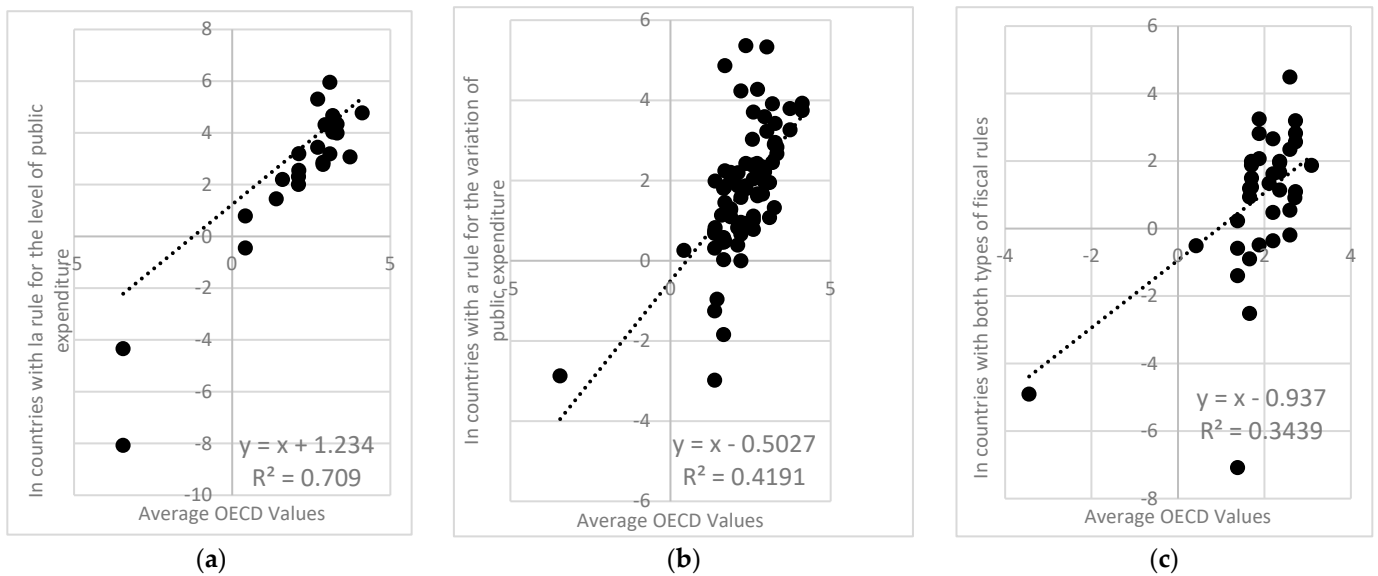 In countries with la rule for the level of public
expenditure
8
6
4
2
0
-2
-4
-6
-8
-10
-5
0
5
y = x + 1.234
R² = 0.709
Average OECD Values
(a)
In countries with a rule for the variation of
public expenditure
6
4
2
0
-2
-4
-6
-5
0
5
y = x - 0.5027
R² = 0.4191
Average OECD Values
(b)
In countries with both types of fiscal rules
6
4
2
0
-2
-4
-6
-8
-4
0
2
4
y = x - 0.937
R² = 0.3439
Average OECD Values
(c)